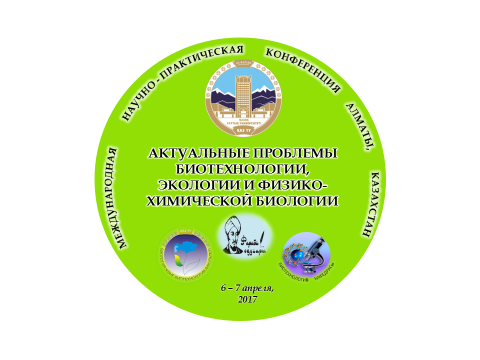 МЕЖДУНАРОДНАЯ НАУЧНО-ПРАКТИЧЕСКАЯ КОНФЕРЕНЦИЯ АЛМАТЫ, КАЗАХСТАН
АКТУАЛЬНЫЕ ПРОБЛЕМЫ
БИОТЕХНОЛОГИИ,
ЭКОЛОГИИ И ФИЗИКО-
ХИМИЧЕСКОЙ БИОЛОГИИ
6 – 7 апреля,
2017